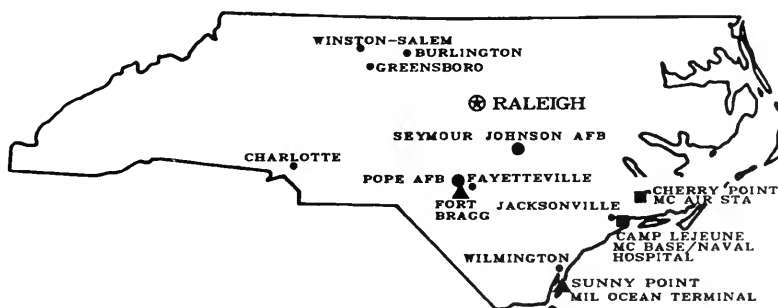 WINSTON-SALEM
BURLINGTON
GREENSBORO
RALEIGH
SEYMOUR JOHNSON AFB
CHARLOTTE
POPE AFB
FAYETTEVILLE
FORT
BRAGG
CHERRY POINT
MC AIR STA
JACKSONVILLE
CAMP LEJEUNE
MC BASE/NAVAL
HOSPITAL
WILMINGTON
SUNNY POINT
MIL OCEAN TERMINAL